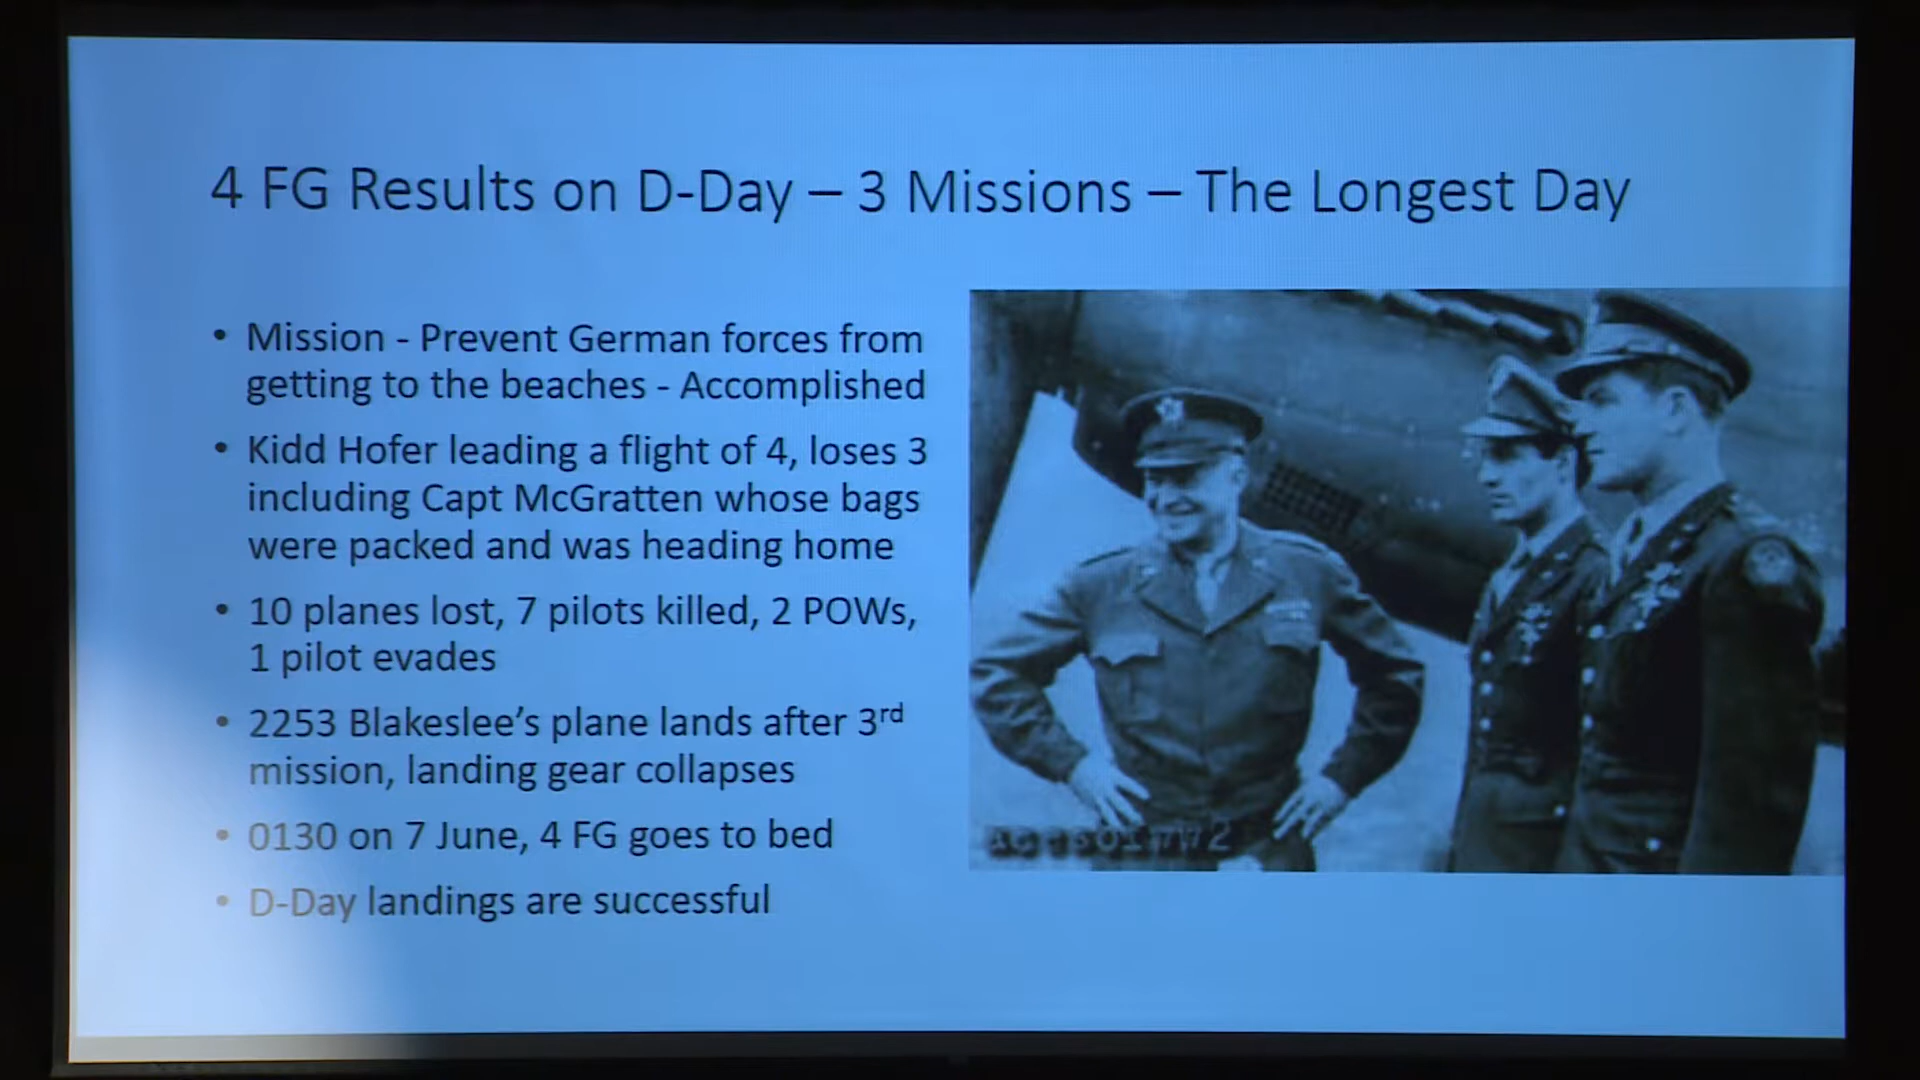 4 FG Results on D-Day – 3 Missions – The Longest Day
• Mission - Prevent German forces from
getting to the beaches - Accomplished
• Kidd Hofer leading a flight of 4, loses 3
including Capt McGratten whose bags
were packed and was heading home
• 10 planes lost, 7 pilots killed, 2 POWs,
1 pilot evades
• 2253 Blakeslee’s plane lands after 3rd
mission, landing gear collapses
• 0130 on 7 June, 4 FG goes to bed
• D-Day landings are successful